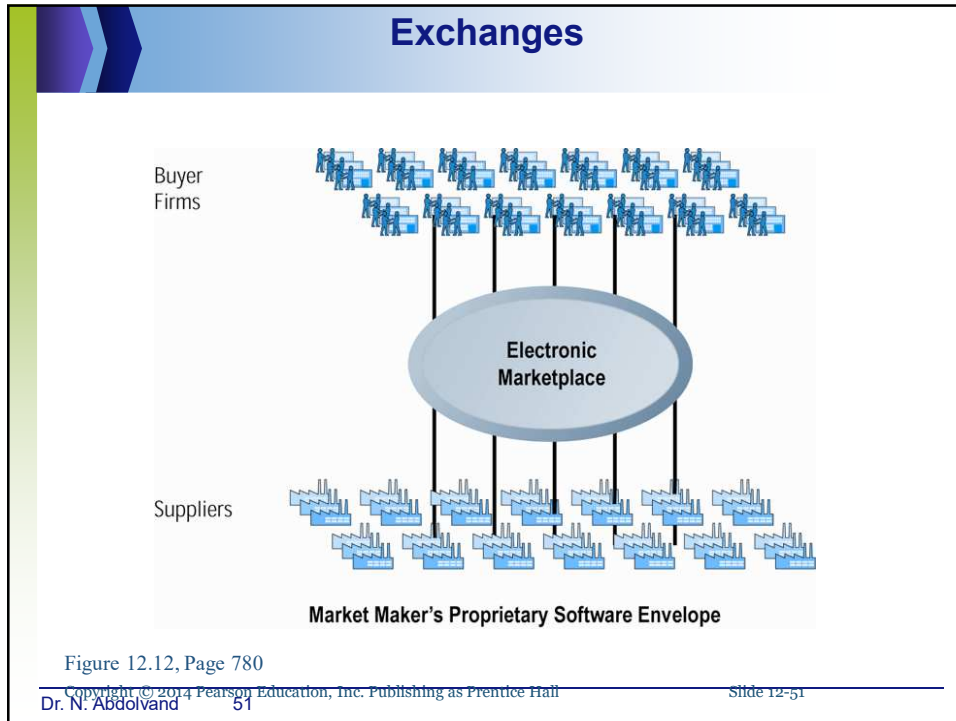 Exchanges
Buyer
Firms
Electronic
Marketplace
Suppliers
Market Maker's Proprietary Software Envelope
Figure 12.12, Page 780
Copyright © 2014 Pearson Education, Inc. Publishing as Prentice Hall Slide 12-51
Dr. N. Abdolvand 51